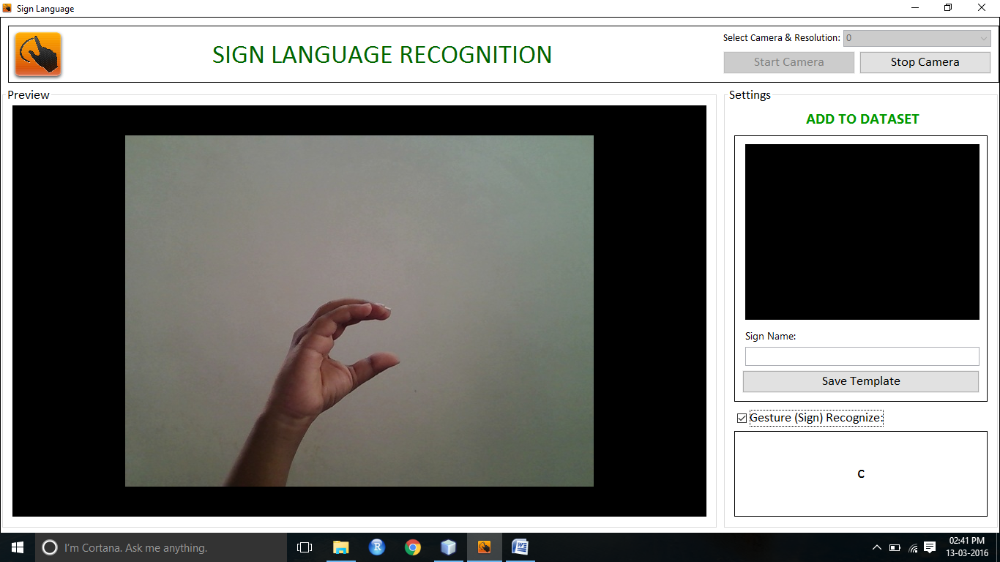 Sign Language
SIGN LANGUAGE RECOGNITION
Select Camera & Resolution: 0
Start Camera
Stop Camera
Preview
Settings
ADD TO DATASET
Sign Name:
Save Template
Gesture (Sign) Recognize:
C
I'm Cortana. Ask me anything.
R
W
02:41 PM
13-03-2016